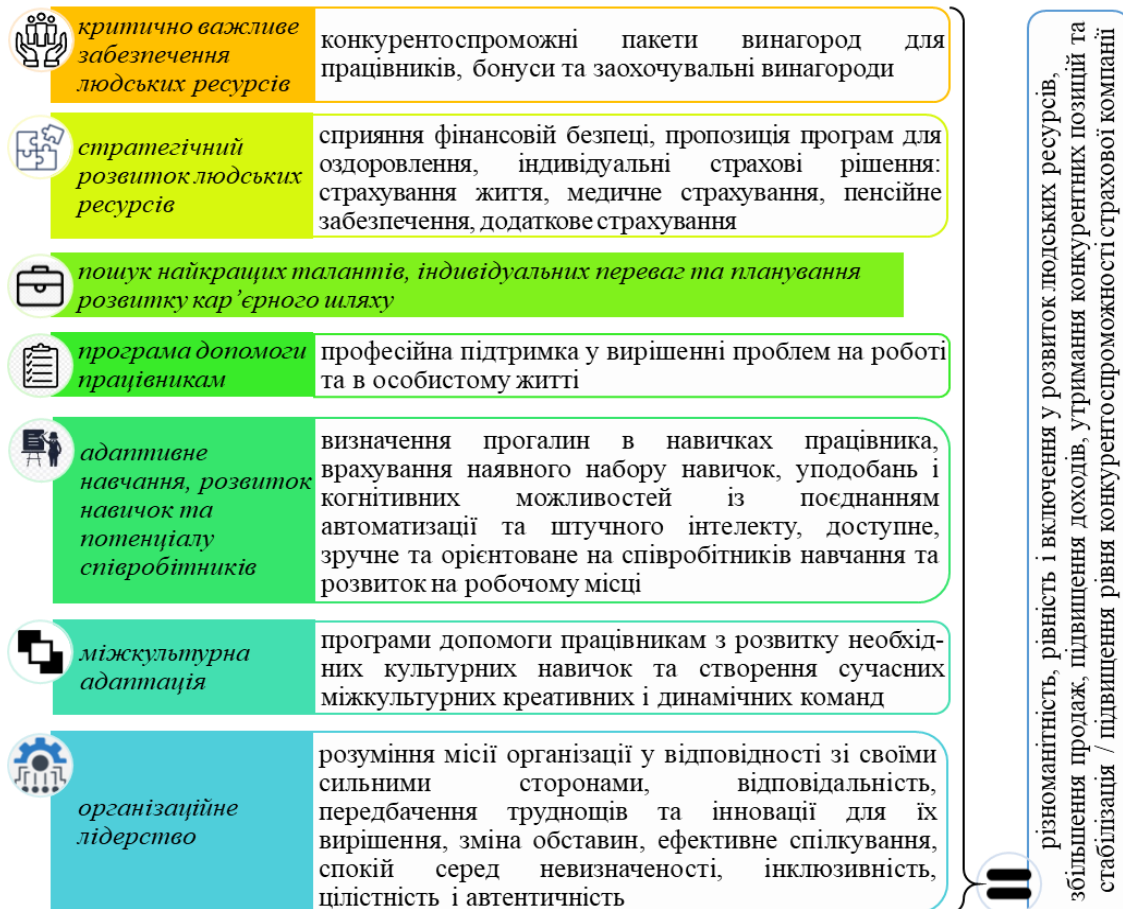 критично важливе
забезпечення
людських ресурсів
конкурентоспроможні пакети винагород для
працівників, бонуси та заохочувальні винагороди
стратегічний
розвиток людських
ресурсів
сприяння фінансовій безпеці, пропозиція програм для
оздоровлення, індивідуальні страхові рішення:
страхування життя, медичне страхування, пенсійне
забезпечення, додаткове страхування
пошук найкращих талантів, індивідуальних переваг та планування
розвитку кар’єрного шляху
програма допомоги
працівникам
професійна підтримка у вирішенні проблем на роботі
та в особистому житті
адаптивне
навчання, розвиток
навичок та
потенціалу
співробітників
визначення прогалин в навичках працівника,
врахування наявного набору навичок, уподобань і
когнітивних можливостей із поєднанням
автоматизації та штучного інтелекту, доступне,
зручне та орієнтоване на співробітників навчання та
розвиток на робочому місці
міжкультурна
адаптація
програми допомоги працівникам з розвитку необхід-
них культурних навичок та створення сучасних
міжкультурних креативних і динамічних команд
організаційне
лідерство
розуміння місії організації у відповідності зі своїми
сильними сторонами, відповідальність,
передбачення труднощів та інновації для їх
вирішення, зміна обставин, ефективне спілкування,
спокій серед невизначеності, інклюзивність,
цілістність і автентичність
різноманітність, рівність і включення у розвиток людських ресурсів,
збільшення продаж, підвищення доходів, утримання конкурентних позицій та
стабілізація / підвищення рівня конкурентоспроможності страхової компанії